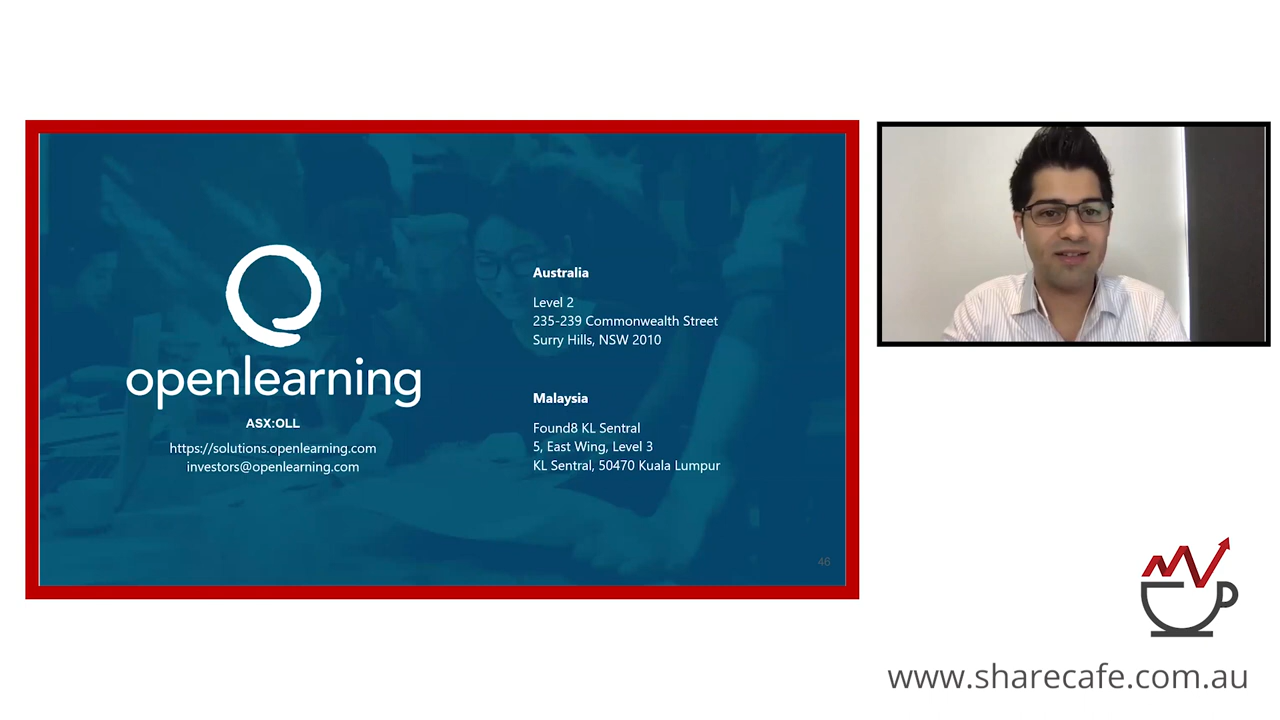 openlearning
ASX:OLL
https://solutions.openlearning.com
investors@openlearning.com
Australia
Level 2
235-239 Commonwealth Street
Surry Hills, NSW 2010
Malaysia
Found8 KL Sentral
5, East Wing, Level 3
KL Sentral, 50470 Kuala Lumpur
46
www.sharecafe.com.au